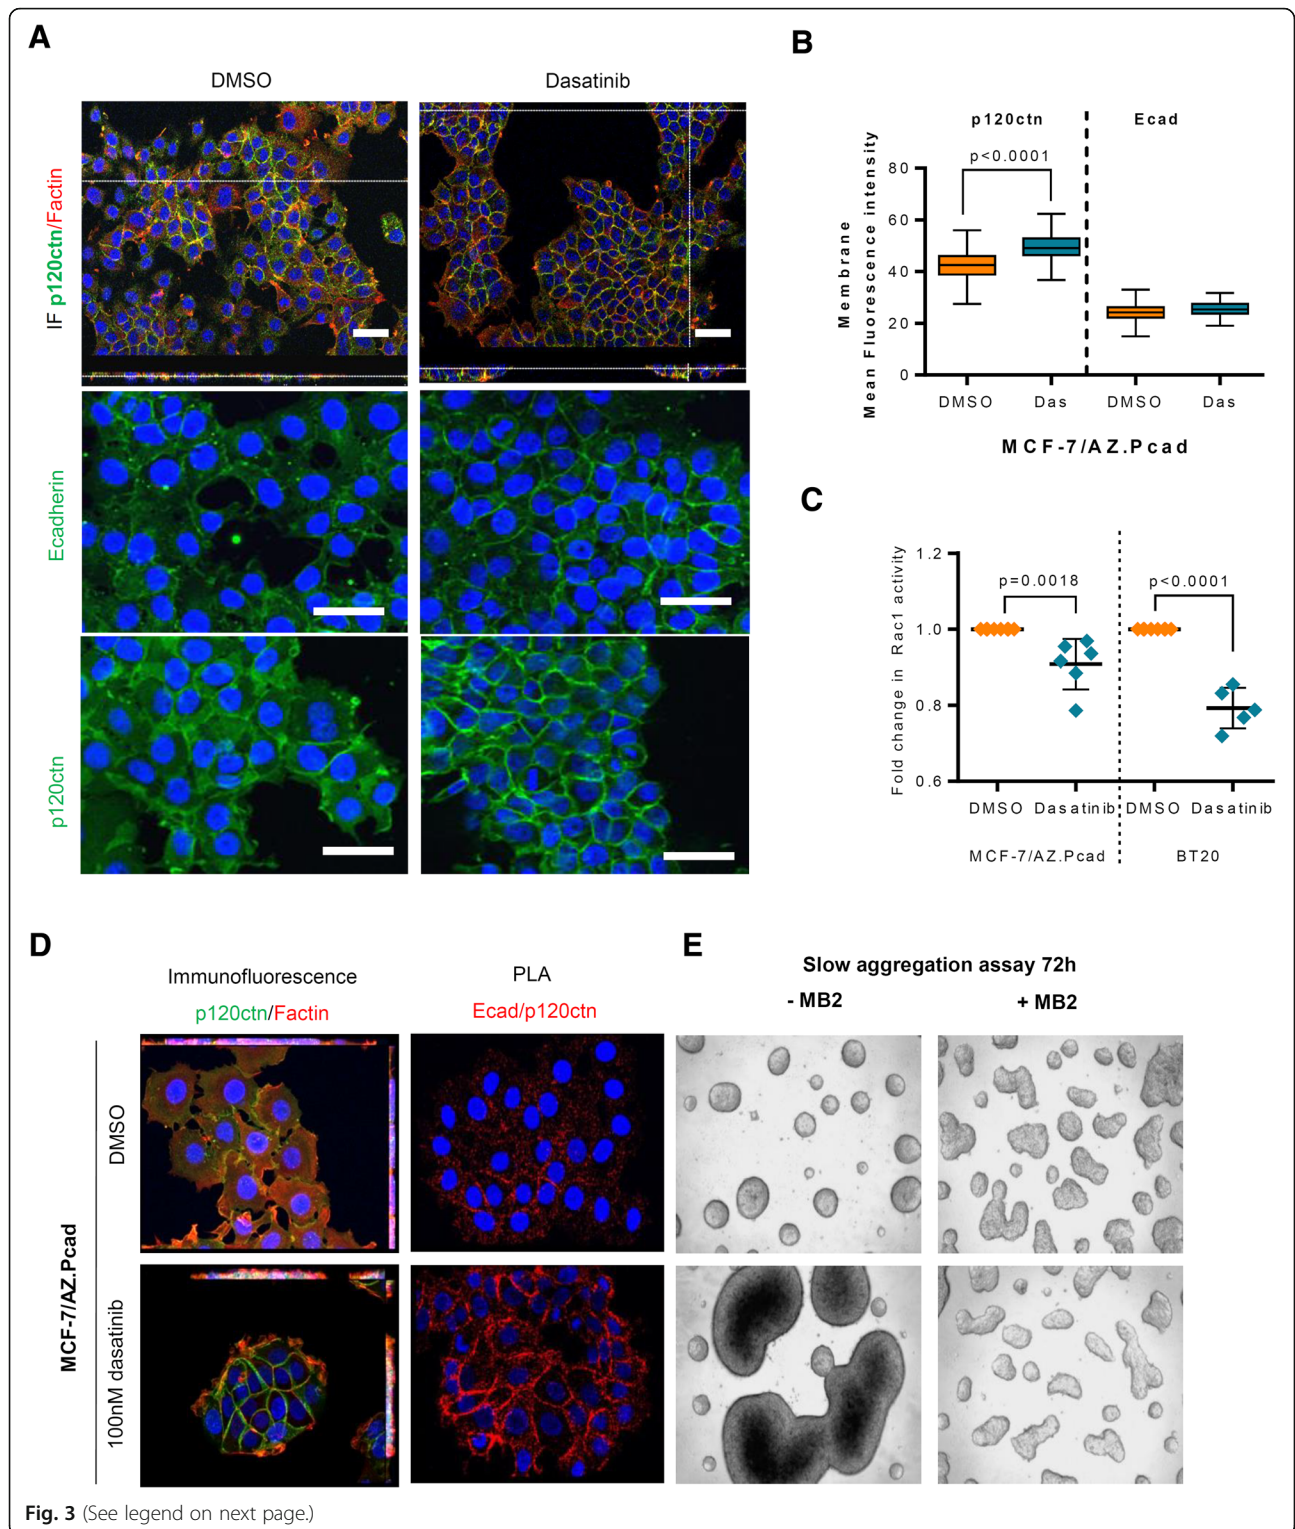 A
DMSO
Dasatinib
IF p120ctn/Factin
Ecadherin
p120ctn
B
p120ctn
Ecad
p<0.0001
Membrane
Mean Fluorescence intensity
80
60
40
20
0
DMSO
Das
DMSO
Das
MCF-7/AZ.Pcad
C
Fold change in Rac1 activity
1.2
1.0
0.8
0.6
p=0.0018
p<0.0001
DMSO
Dasatinib
DMSO
Dasatinib
MCF-7/AZ.Pcad
BT20
D
Immunofluorescence
p120ctn/Factin
PLA
Ecad/p120ctn
MCF-7/AZ.Pcad
DMSO
100nM dasatinib
E
Slow aggregation assay 72h
- MB2
+ MB2
Fig. 3 (See legend on next page.)